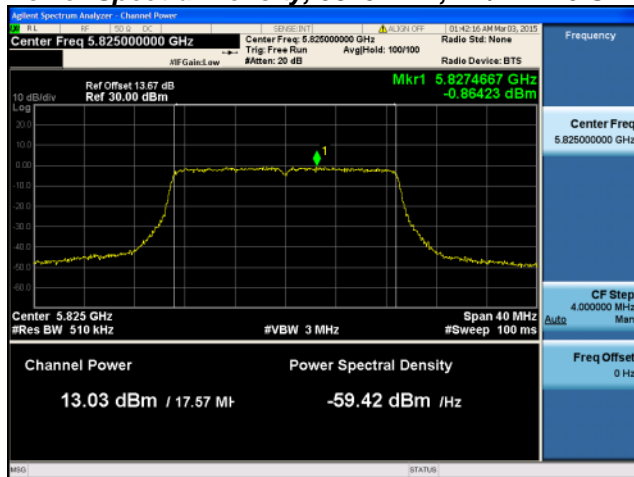 Agilent Spectrum Analyzer - Channel Power
RL RF 50 Ω DC SENSE:INT ALIGN OFF 01:42:16 AM Mar 03, 2015
Center Freq 5.825000000 GHz
Center Freq: 5.825000000 GHz
Radio Std: None
Trig: Free Run Avg|Hold: 100/100
#IFGain:Low #Atten: 20 dB Radio Device: BTS
Mkr1 5.8274667 GHz
-0.86423 dBm
Ref Offset 13.67 dB
10 dB/div Ref 30.00 dBm
Log
20.0
10.0
0.00
-10.0
-20.0
-30.0
-40.0
-50.0
-60.0
1
Center 5.825 GHz Span 40 MHz
#Res BW 510 kHz #VBW 3 MHz #Sweep 100 ms
Channel Power Power Spectral Density
13.03 dBm / 17.57 MH -59.42 dBm /Hz
MSG STATUS
Frequency
Center Freq
5.825000000 GHz
CF Step
4.000000 MHz
Auto Man
Freq Offset
0 Hz